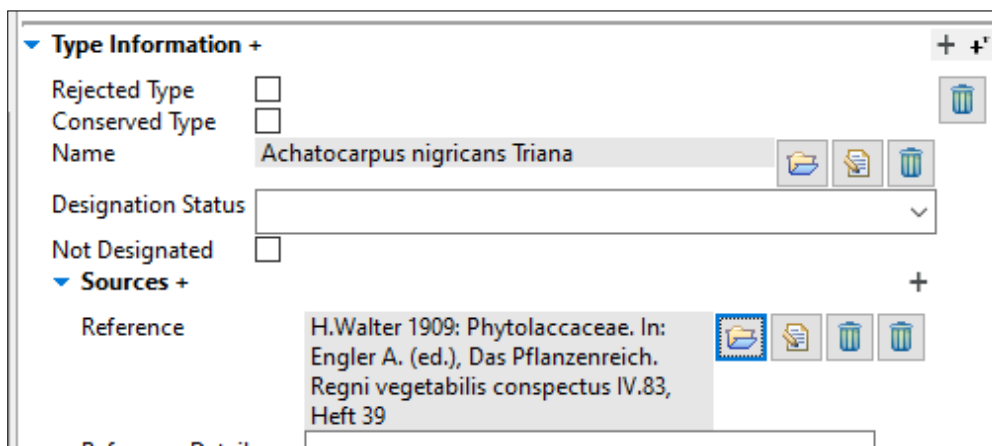 Type Information +
Rejected Type
Conserved Type
Name Achatocarpus nigricans Triana
Designation Status
Not Designated
Sources +
Reference H.Walter 1909: Phytolaccaceae. In:
Engler A. (ed.), Das Pflanzenreich.
Regni vegetabilis conspectus IV.83,
Heft 39